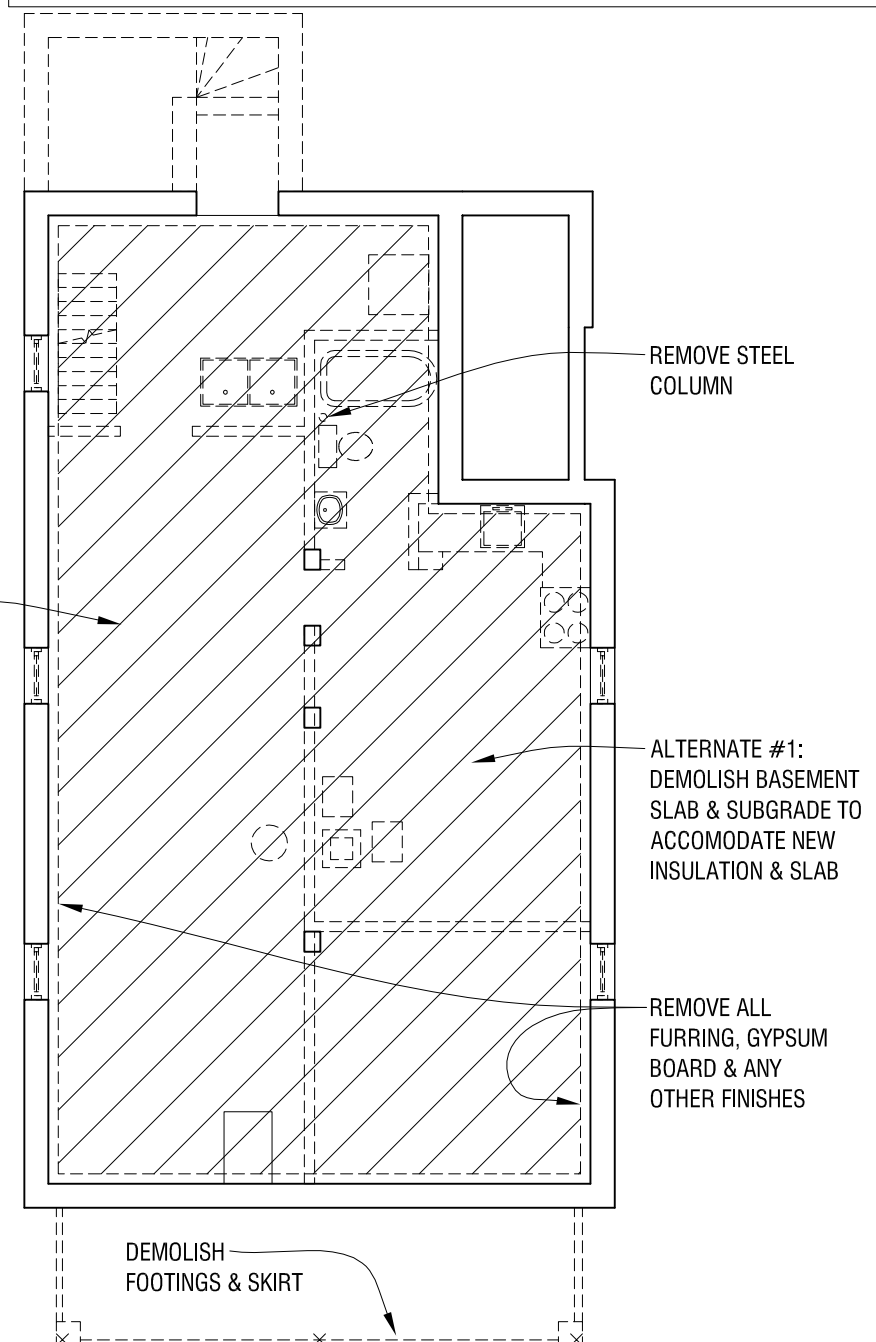 REMOVE STEEL
COLUMN
ALTERNATE #1:
DEMOLISH BASEMENT
SLAB & SUBGRADE TO
ACCOMODATE NEW
INSULATION & SLAB
REMOVE ALL
FURRING, GYPSUM
BOARD & ANY
OTHER FINISHES
DEMOLISH
FOOTINGS & SKIRT